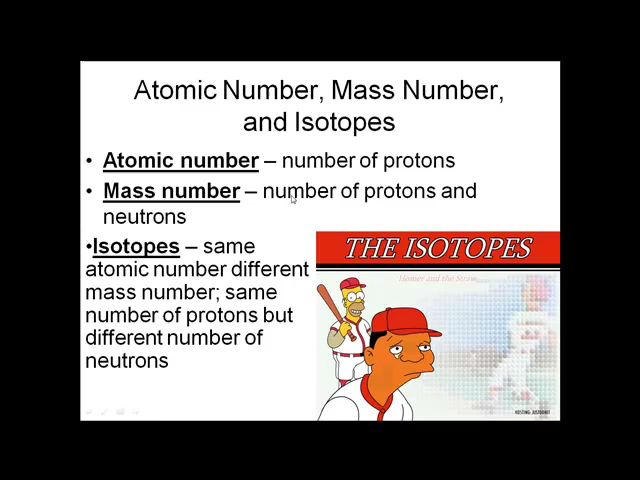 Atomic Number, Mass Number,
and Isotopes
• Atomic number – number of protons
• Mass number – number of protons and
neutrons
•Isotopes – same
atomic number different
mass number; same
number of protons but
different number of
neutrons
THE ISOTOPES
Homer and the Straw